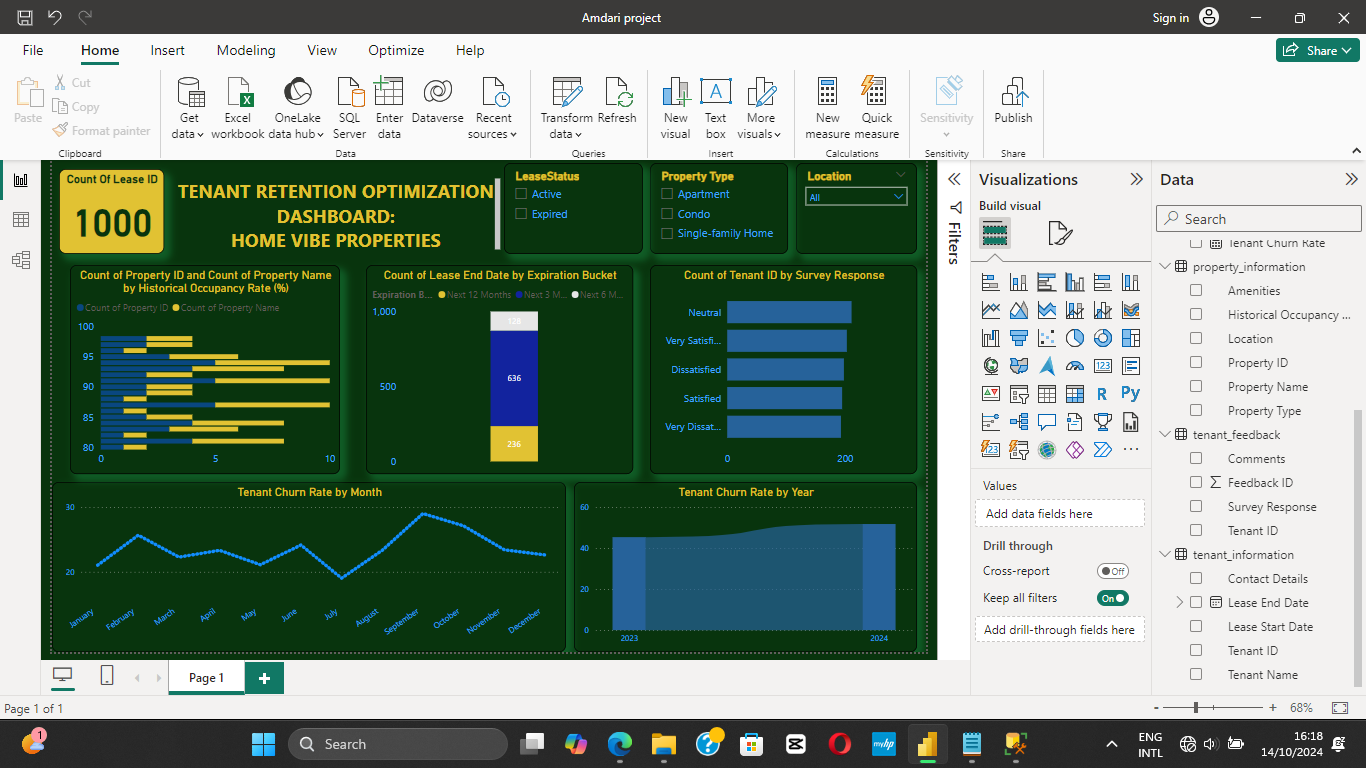 Amdari project
Sign in
File Home Insert Modeling View Optimize Help
Share
Paste
Cut
Copy
Format painter
Clipboard
Get data
Excel workbook
OneLake data hub
SQL Server
Enter data
Dataverse
Recent sources
Data
Transform data
Refresh
Queries
New visual
Text box
More visuals
Insert
New measure
Quick measure
Calculations
Sensitivity
Sensitivity
Publish
Share
Count Of Lease ID
1000
TENANT RETENTION OPTIMIZATION
DASHBOARD:
HOME VIBE PROPERTIES
LeaseStatus
Active
Expired
Property Type
Apartment
Condo
Single-family Home
Location
All
Count of Property ID and Count of Property Name
by Historical Occupancy Rate (%)
Count of Property ID Count of Property Name
100
95
90
85
80
0 5 10
Count of Lease End Date by Expiration Bucket
Expiration B... Next 12 Months Next 3 M... Next 6 M...
1,000
500
0
128
636
236
Count of Tenant ID by Survey Response
Neutral
Very Satisfi...
Dissatisfied
Satisfied
Very Dissat...
0 200
Tenant Churn Rate by Month
30
20
January February March April May June July August September October November December
Tenant Churn Rate by Year
60
40
20
0
2023 2024
Filters
Visualizations
Build visual
R Py
123
123
Values
Add data fields here
Drill through
Cross-report Off
Keep all filters On
Add drill-through fields here
Data
Search
Tenant Churn Rate
property_information
Amenities
Historical Occupancy ...
Location
Property ID
Property Name
Property Type
tenant_feedback
Comments
Feedback ID
Survey Response
Tenant ID
tenant_information
Contact Details
Lease End Date
Lease Start Date
Tenant ID
Tenant Name
Page 1
Page 1 of 1
- + 68%
1
Search
myhp
ENG
INTL
16:18
14/10/2024